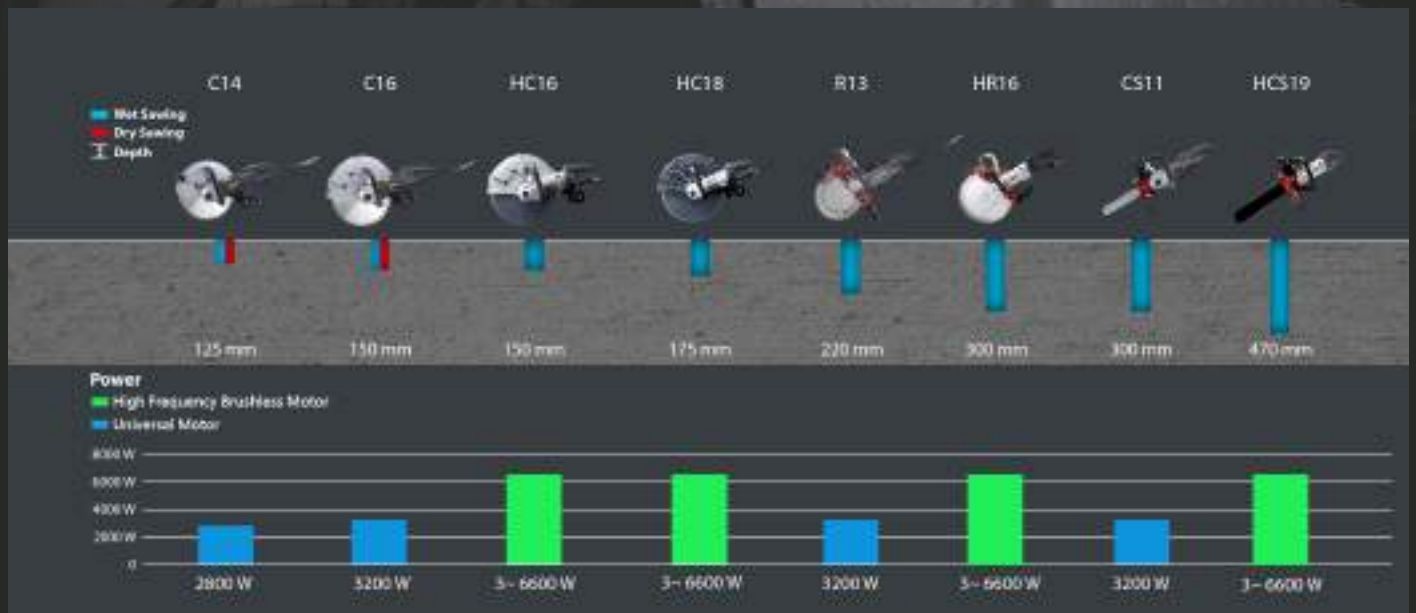 C14 C16 HC16 HC18 R13 HR16 CS11 HCS19
Wet Sawing
Dry Sawing
Depth
125 mm 150 mm 150 mm 175 mm 220 mm 300 mm 300 mm 470 mm
Power
High Frequency Brushless Motor
Universal Motor
8000 W
6000 W
4000 W
2000 W
0
2800 W 3200 W 3~ 6600 W 3~ 6600 W 3200 W 3~ 6600 W 3200 W 3~ 6600 W